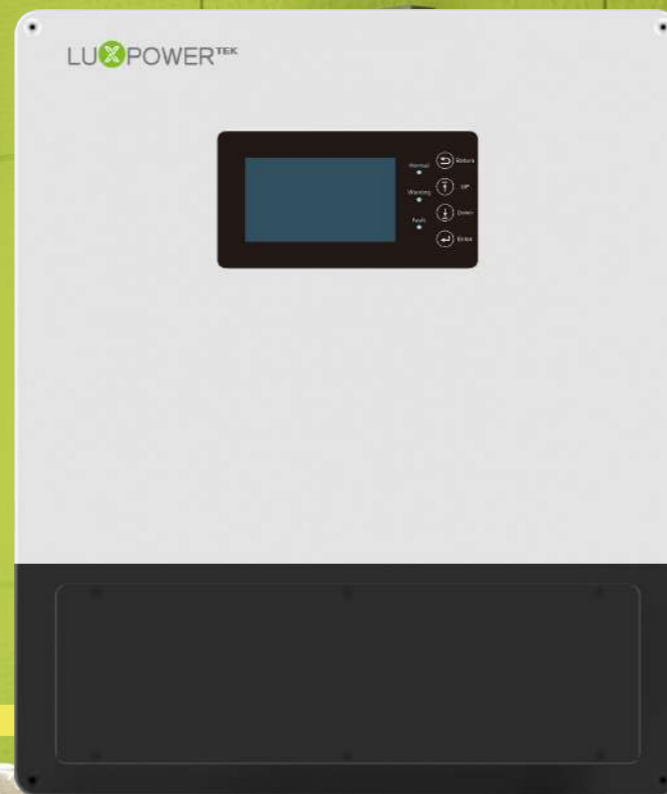 LUXPOWERTEK
Normal
Return
UP
Warning
Down
Fault
Enter